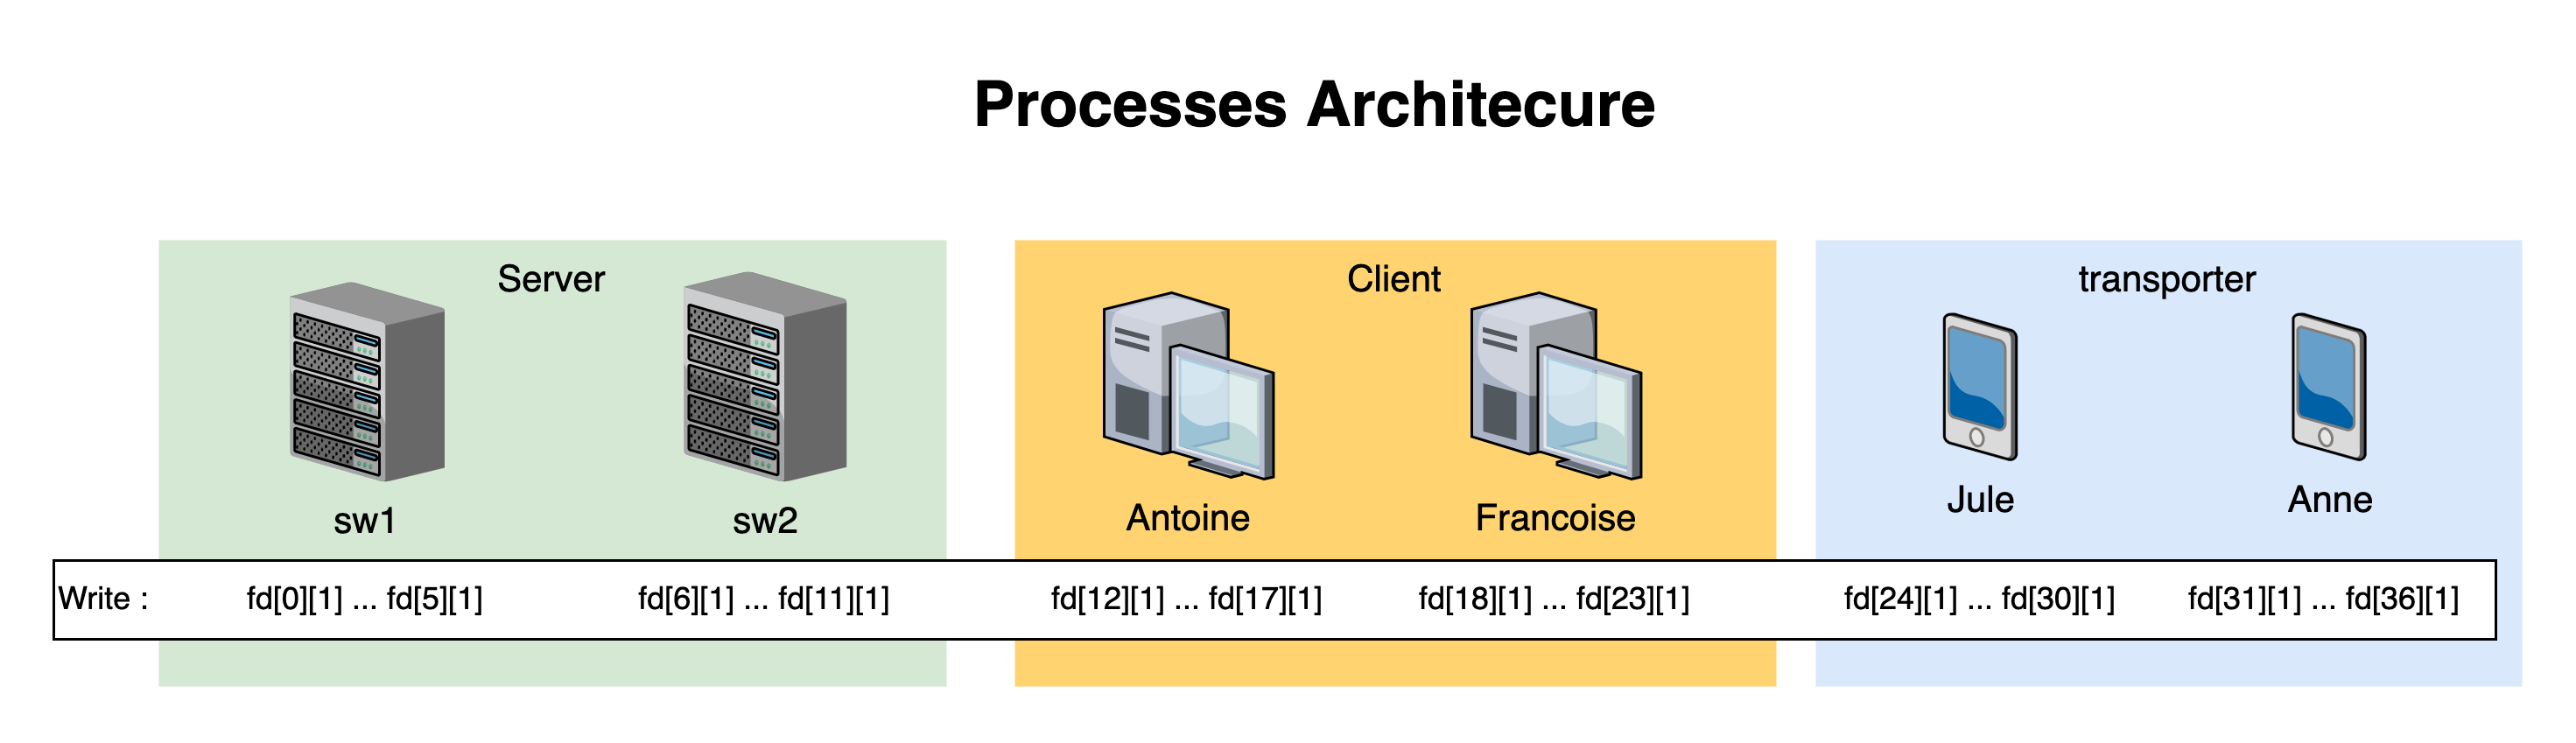 Processes Architecure
Server
Client
transporter
sw1
sw2
Antoine
Francoise
Jule
Anne
Write : fd[0][1] ... fd[5][1] fd[6][1] ... fd[11][1] fd[12][1] ... fd[17][1] fd[18][1] ... fd[23][1] fd[24][1] ... fd[30][1] fd[31][1] ... fd[36][1]